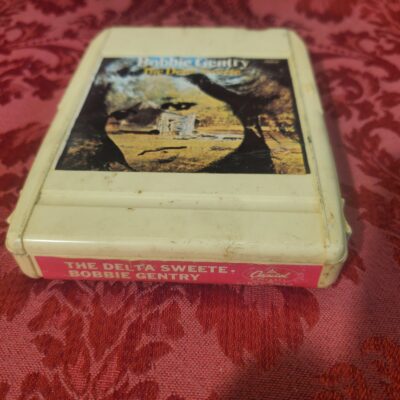 Bobbie Gentry
The Delta Sweete
THE DELTA SWEETE •
BOBBIE GENTRY
Capitol